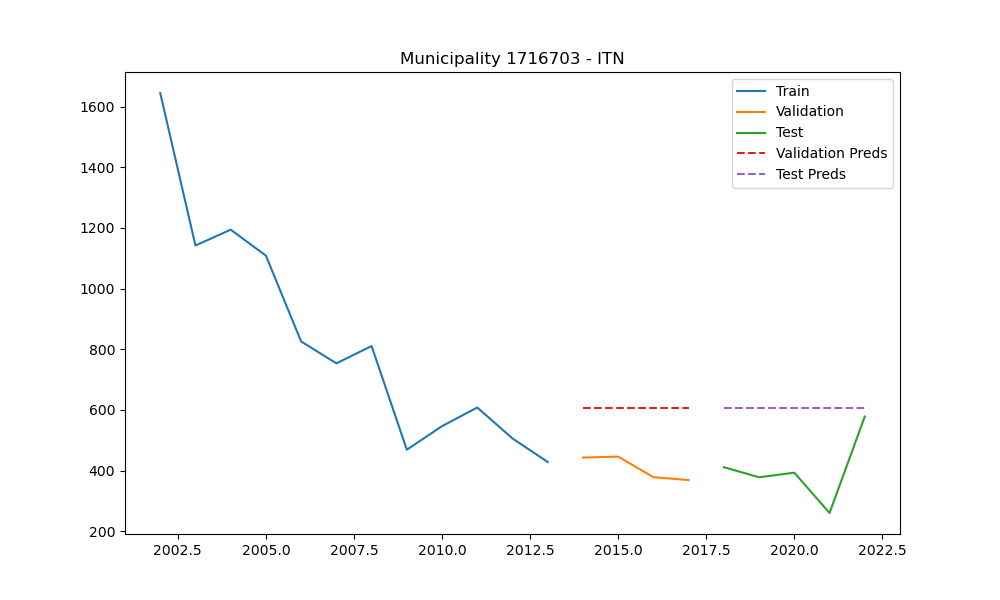 Municipality 1716703 - ITN
Train
Validation
Test
Validation Preds
Test Preds
1600
1400
1200
1000
800
600
400
200
2002.5 2005.0 2007.5 2010.0 2012.5 2015.0 2017.5 2020.0 2022.5